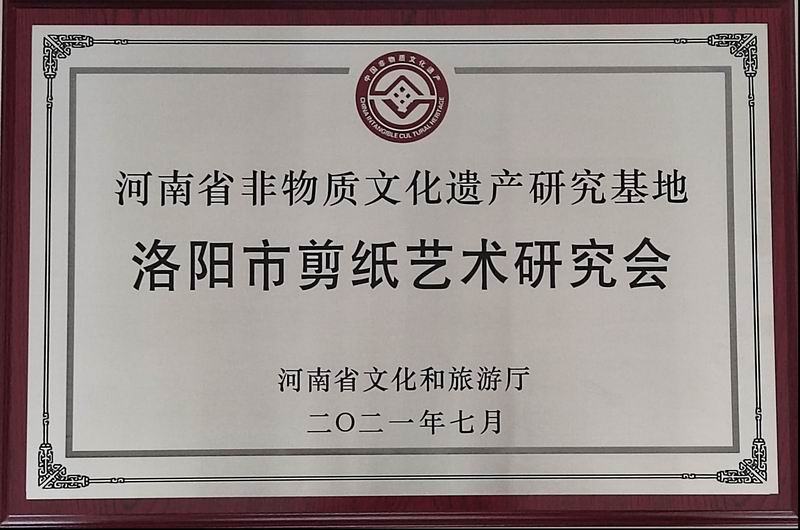 中国非物质文化遗产
CHINA INTANGIBLE CULTURAL HERITAGE
河南省非物质文化遗产研究基地
洛阳市剪纸艺术研究会
河南省文化和旅游厅
二〇二一年七月